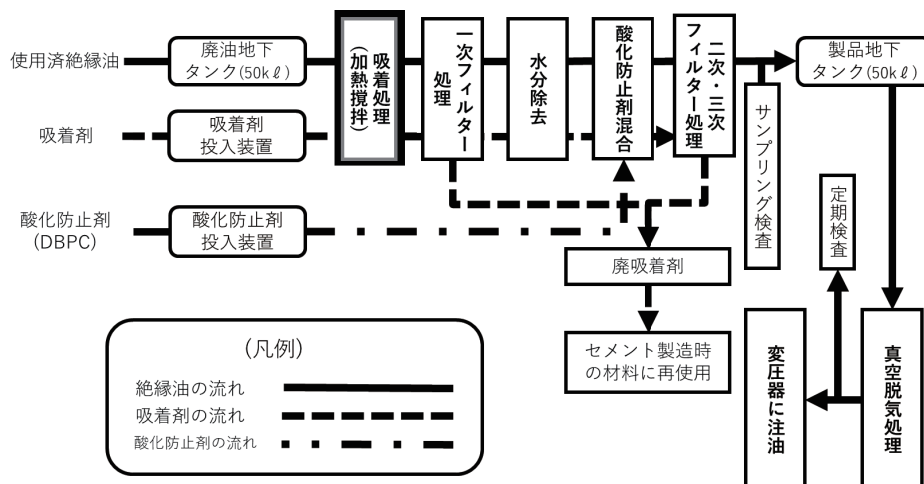 使用済絶縁油
廃油地下
タンク(50kℓ)
吸着処理
(加熱撹拌)
一次フィルター
処理
水分除去
酸化防止剤混合
二次・三次
フィルター処理
製品地下
タンク(50kℓ)
吸着剤
吸着剤
投入装置
サンプリング検査
酸化防止剤
(DBPC)
酸化防止剤
投入装置
定期検査
廃吸着剤
セメント製造時
の材料に再使用
変圧器に注油
真空脱気処理
(凡例)
絶縁油の流れ
吸着剤の流れ
酸化防止剤の流れ